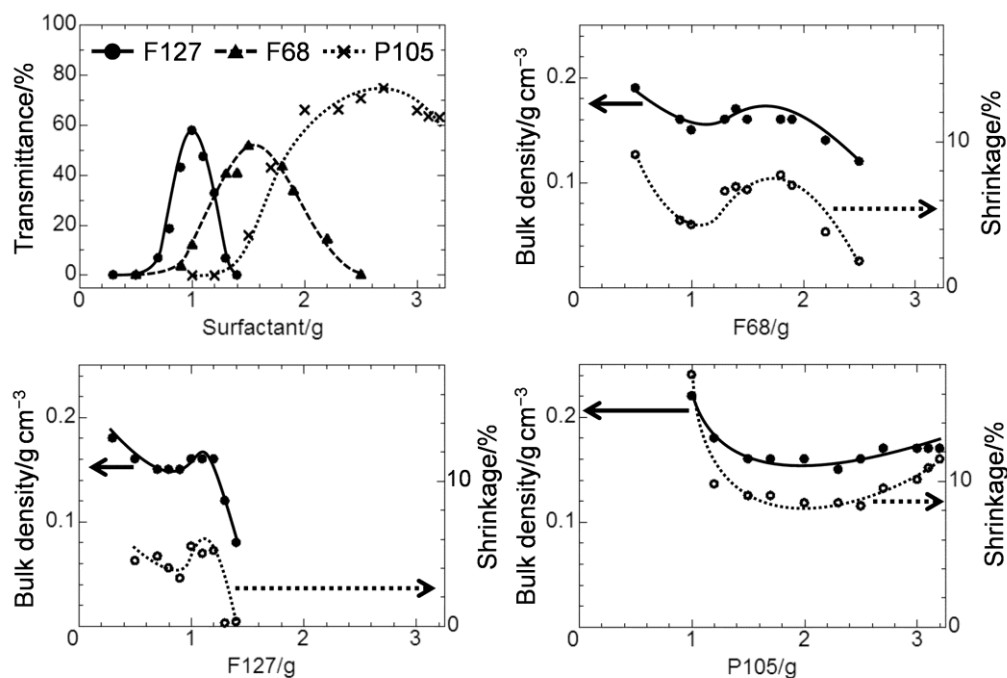 100
80
60
40
20
0
Transmittance/%
F127 F68 P105
0 1 2 3
Surfactant/g
0.2
0.1
Bulk density/g cm⁻³
10
0
Shrinkage/%
0 1 2 3
F68/g
0.2
0.1
Bulk density/g cm⁻³
10
0
Shrinkage/%
0 1 2 3
F127/g
0.2
0.1
Bulk density/g cm⁻³
10
0
Shrinkage/%
0 1 2 3
P105/g